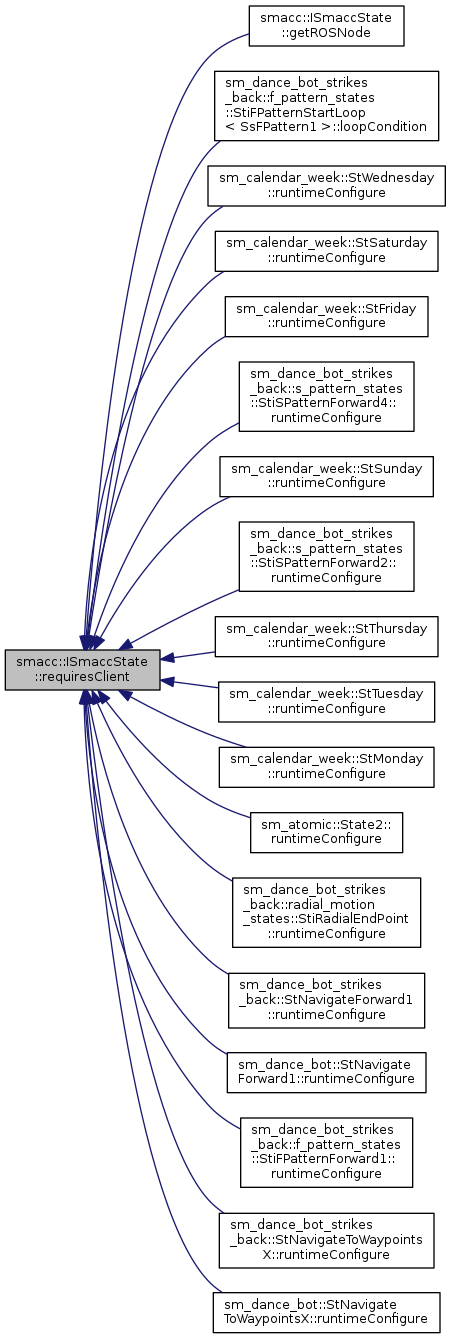 smacc::ISmaccState
::getROSNode
sm_dance_bot_strikes
_back::f_pattern_states
::StiFPatternStartLoop
< SsFPattern1 >::loopCondition
sm_calendar_week::StWednesday
::runtimeConfigure
sm_calendar_week::StSaturday
::runtimeConfigure
sm_calendar_week::StFriday
::runtimeConfigure
sm_dance_bot_strikes
_back::s_pattern_states
::StiSPatternForward4::
runtimeConfigure
sm_calendar_week::StSunday
::runtimeConfigure
sm_dance_bot_strikes
_back::s_pattern_states
::StiSPatternForward2::
runtimeConfigure
sm_calendar_week::StThursday
::runtimeConfigure
smacc::ISmaccState
::requiresClient
sm_calendar_week::StTuesday
::runtimeConfigure
sm_calendar_week::StMonday
::runtimeConfigure
sm_atomic::State2::
runtimeConfigure
sm_dance_bot_strikes
_back::radial_motion
_states::StiRadialEndPoint
::runtimeConfigure
sm_dance_bot_strikes
_back::StNavigateForward1
::runtimeConfigure
sm_dance_bot::StNavigate
Forward1::runtimeConfigure
sm_dance_bot_strikes
_back::f_pattern_states
::StiFPatternForward1::
runtimeConfigure
sm_dance_bot_strikes
_back::StNavigateToWaypoints
X::runtimeConfigure
sm_dance_bot::StNavigate
ToWaypointsX::runtimeConfigure